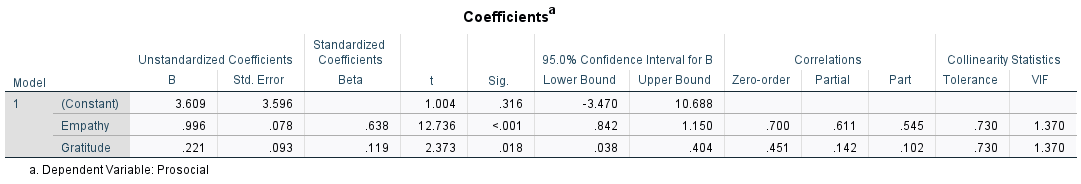 Coefficientsa
Model Unstandardized Coefficients Standardized Coefficients t Sig. 95.0% Confidence Interval for B Correlations Collinearity Statistics
B Std. Error Beta Lower Bound Upper Bound Zero-order Partial Part Tolerance VIF
1 (Constant) 3.609 3.596 1.004 .316 -3.470 10.688
Empathy .996 .078 .638 12.736 <.001 .842 1.150 .700 .611 .545 .730 1.370
Gratitude .221 .093 .119 2.373 .018 .038 .404 .451 .142 .102 .730 1.370
a. Dependent Variable: Prosocial